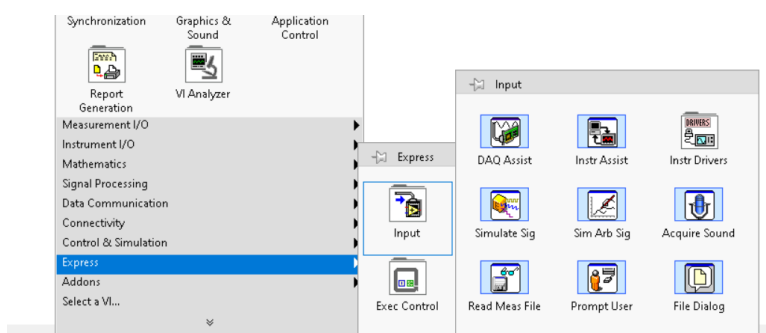 Synchronization
Graphics &
Sound
Application
Control
Report
Generation
VI Analyzer
Measurement I/O
Instrument I/O
Mathematics
Signal Processing
Data Communication
Connectivity
Control & Simulation
Express
Addons
Select a VI...
Express
Input
Exec Control
Input
DAQ Assist
Instr Assist
DRIVERS
Instr Drivers
Simulate Sig
Sim Arb Sig
Acquire Sound
Read Meas File
Prompt User
File Dialog